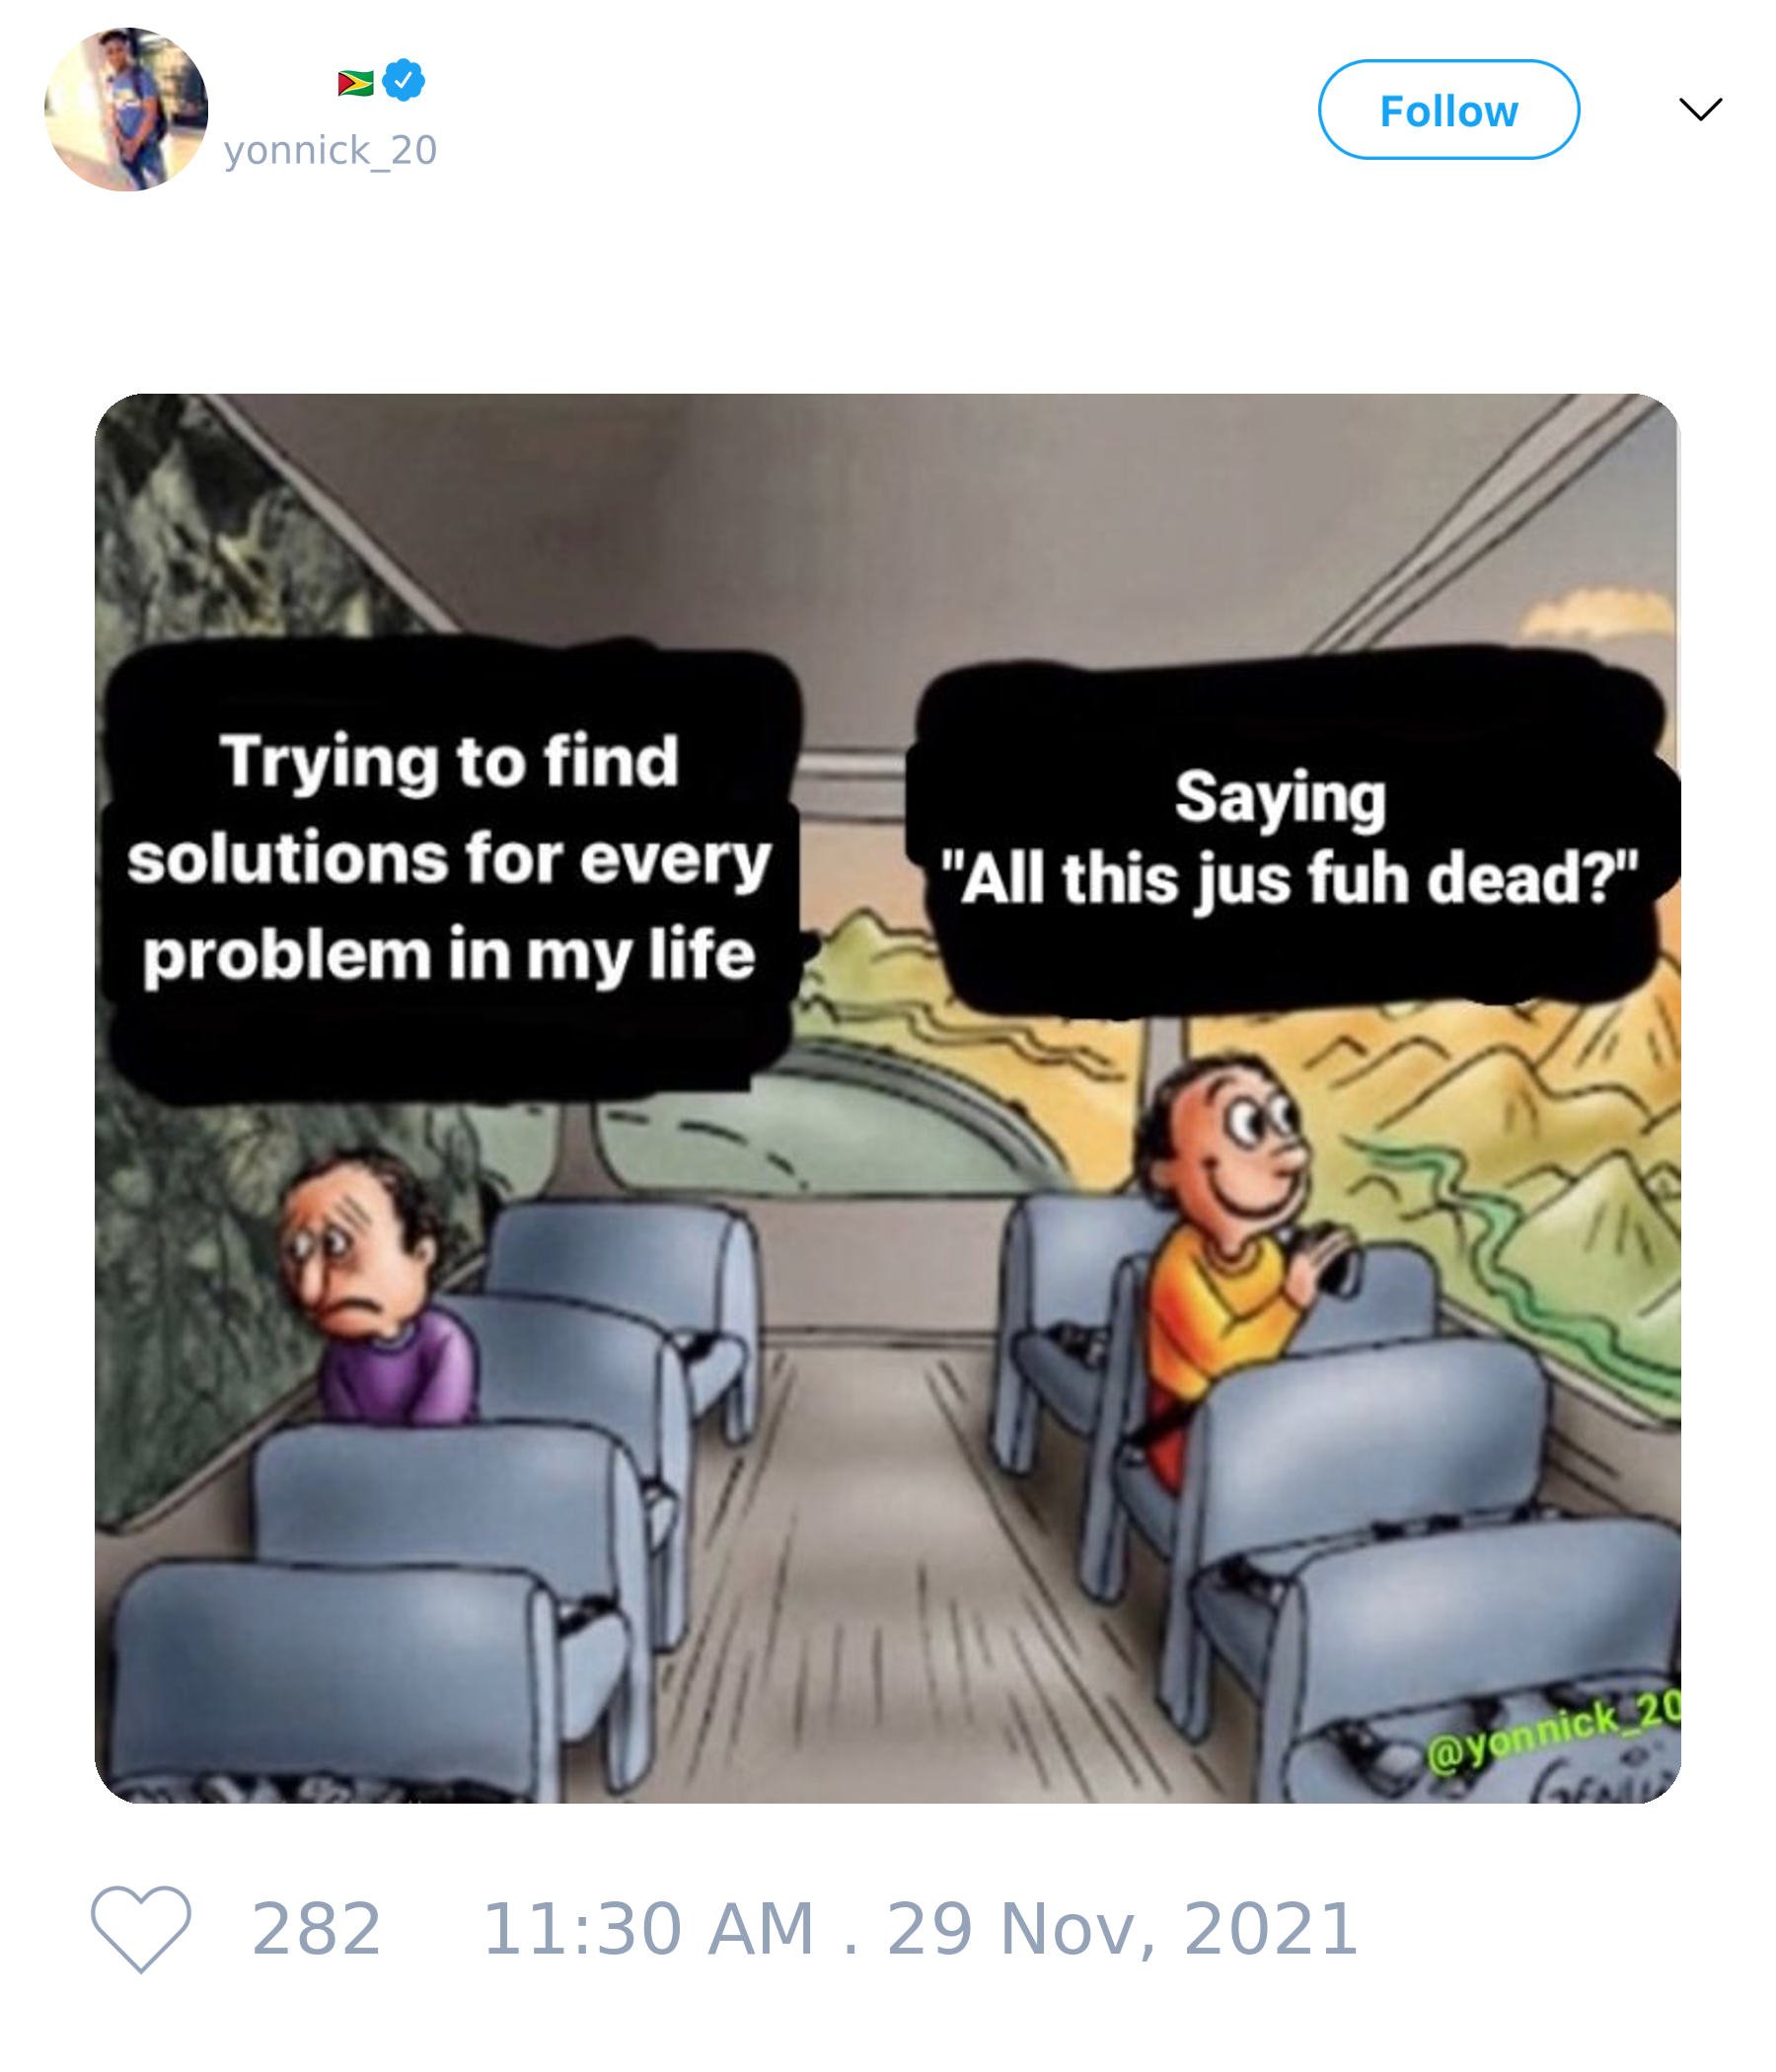 yonnick_20
Follow
Trying to find
solutions for every
problem in my life
Saying
"All this jus fuh dead?"
@yonnick_20
282
11:30 AM . 29 Nov, 2021